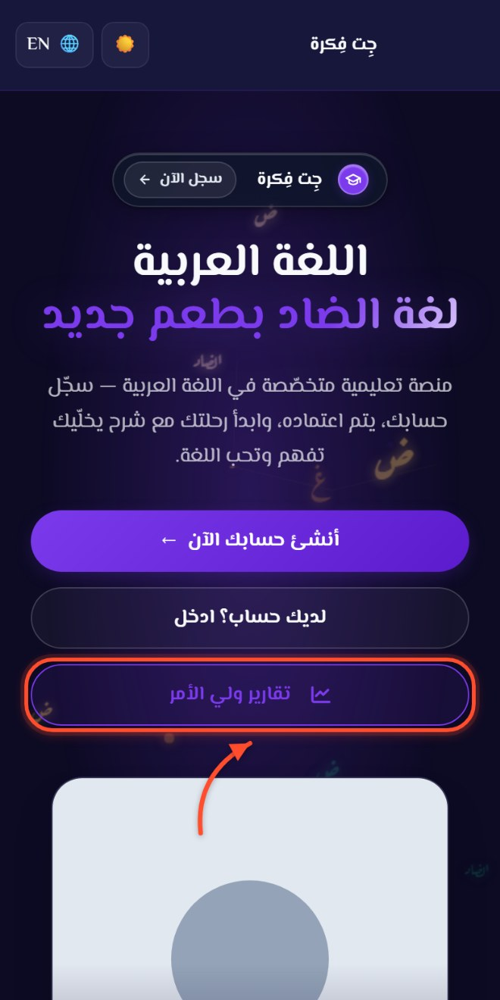 جِت فِكرة
EN
جِت فِكرة
سجل الآن ←
ض
اللغة العربية
لغة الضاد بطعم جديد
الضاد
منصة تعليمية متخصّصة في اللغة العربية — سجّل
حسابك، يتم اعتماده، وابدأ رحلتك مع شرح يخلّيك
تفهم وتحب اللغة.
ض
غ
أنشئ حسابك الآن ←
لديك حساب؟ ادخل
تقارير ولي الأمر
ض
ض
الضاد